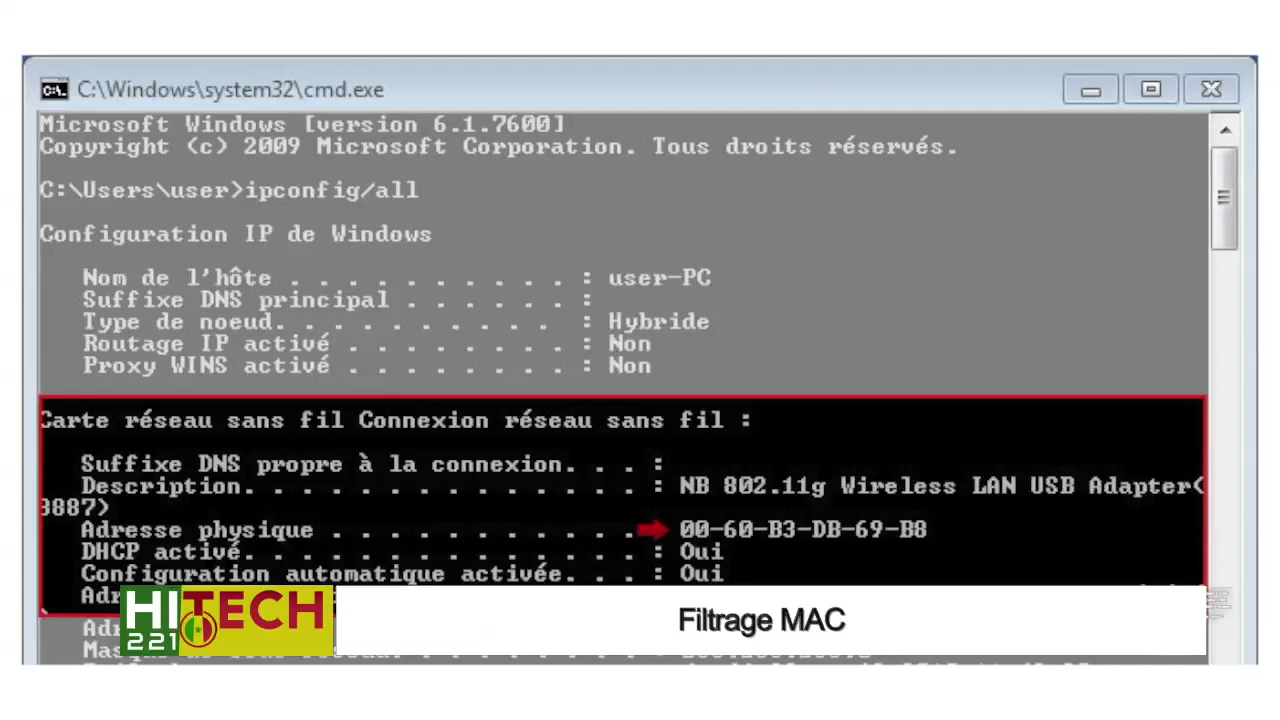 C:\Windows\system32\cmd.exe
Microsoft Windows [version 6.1.7600]
Copyright (c) 2009 Microsoft Corporation. Tous droits réservés.
C:\Users\user>ipconfig/all
Configuration IP de Windows
Nom de l'hôte . . . . . . . . . . : user-PC
Suffixe DNS principal . . . . . . :
Type de noeud. . . . . . . . . . : Hybride
Routage IP activé . . . . . . . . : Non
Proxy WINS activé . . . . . . . . : Non
Carte réseau sans fil Connexion réseau sans fil :
Suffixe DNS propre à la connexion. . . :
Description. . . . . . . . . . . . . . : NB 802.11g Wireless LAN USB Adapter(
3887)
Adresse physique . . . . . . . . . . . 00-60-B3-DB-69-B8
DHCP activé. . . . . . . . . . . . . . : Oui
Configuration automatique activée. . . : Oui
HITECH
221
Filtrage MAC